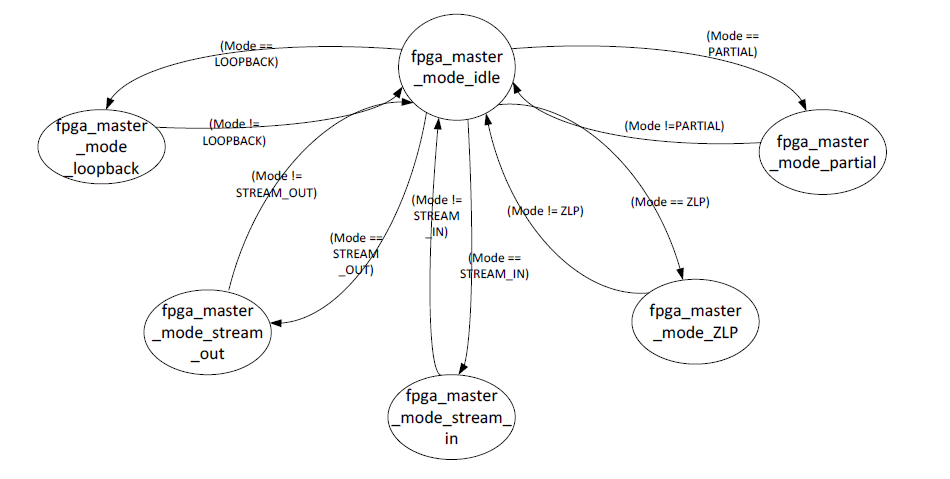 fpga_master
_mode_idle
(Mode ==
LOOPBACK)
(Mode ==
PARTIAL)
fpga_master
_mode
_loopback
(Mode !=
LOOPBACK)
(Mode !=PARTIAL)
fpga_master
_mode_partial
(Mode !=
STREAM_OUT)
(Mode !=
STREAM
_IN)
(Mode != ZLP)
(Mode == ZLP)
(Mode ==
STREAM
_OUT)
(Mode ==
STREAM_IN)
fpga_master
_mode_stream
_out
fpga_master
_mode_ZLP
fpga_master
_mode_stream_
in